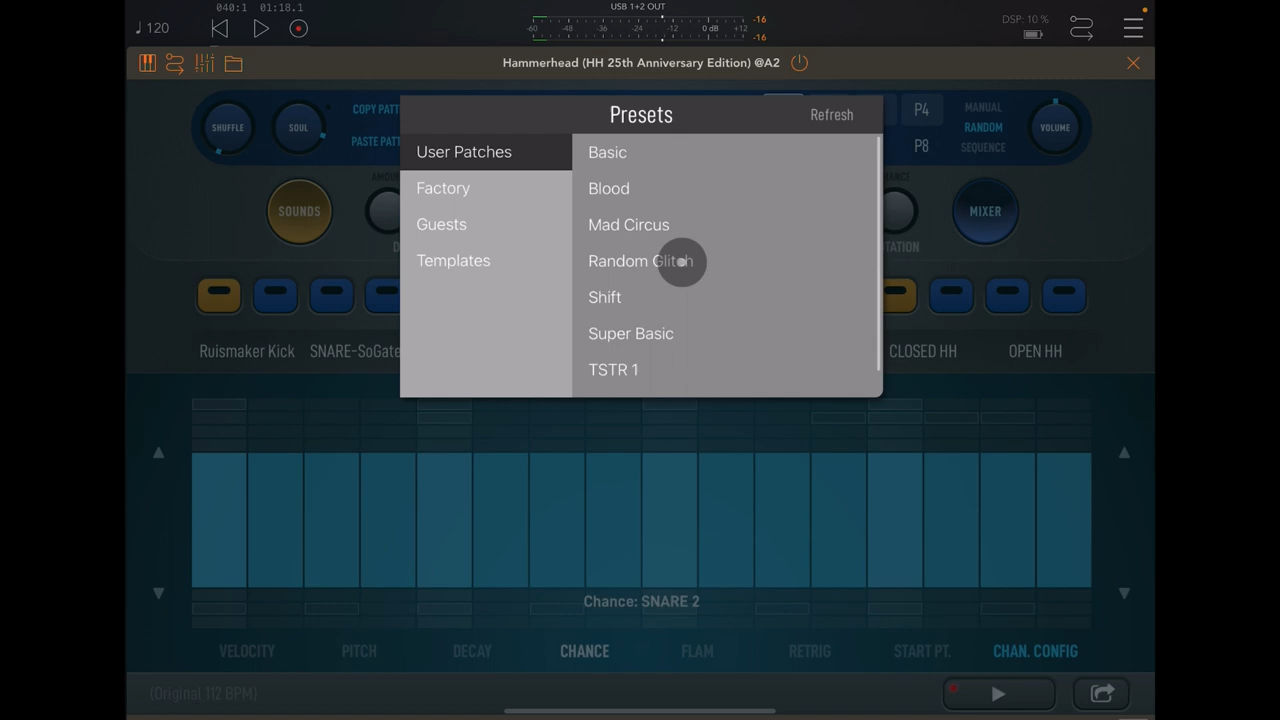 040:1 01:18.1
USB 1+2 OUT
♩120
-60 -48 -36 -24 -12 0 dB +12
-16
-16
DSP: 10 %
Hammerhead (HH 25th Anniversary Edition) @A2
SHUFFLE
SOUL
COPY PATT
PASTE PATT
Presets
Refresh
P4
P8
MANUAL
RANDOM
SEQUENCE
VOLUME
User Patches
Factory
Guests
Templates
Basic
Blood
Mad Circus
Random Glitch
Shift
Super Basic
TSTR 1
SOUNDS
MIXER
Ruismaker Kick
SNARE-SoGate
CLOSED HH
OPEN HH
Chance: SNARE 2
VELOCITY
PITCH
DECAY
CHANCE
FLAM
RETRIG
START PT.
CHAN. CONFIG
(Original 112 BPM)